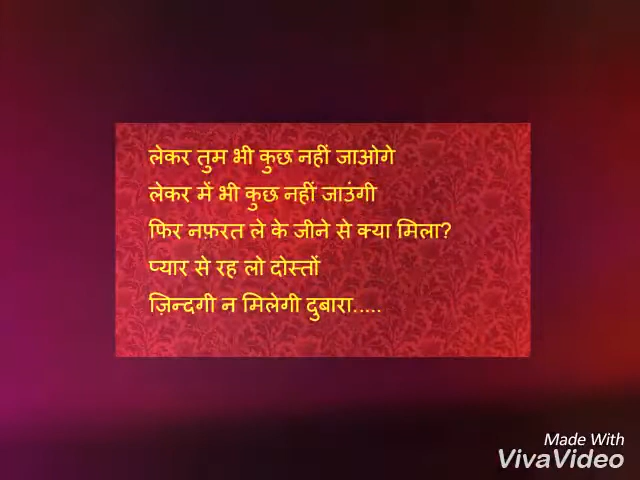 लेकर तुम भी कुछ नहीं जाओगे
लेकर में भी कुछ नहीं जाउंगी
फिर नफ़रत ले के जीने से क्या मिला?
प्यार से रह लो दोस्तों
ज़िन्दगी न मिलेगी दुबारा.....
Made With
VivaVideo